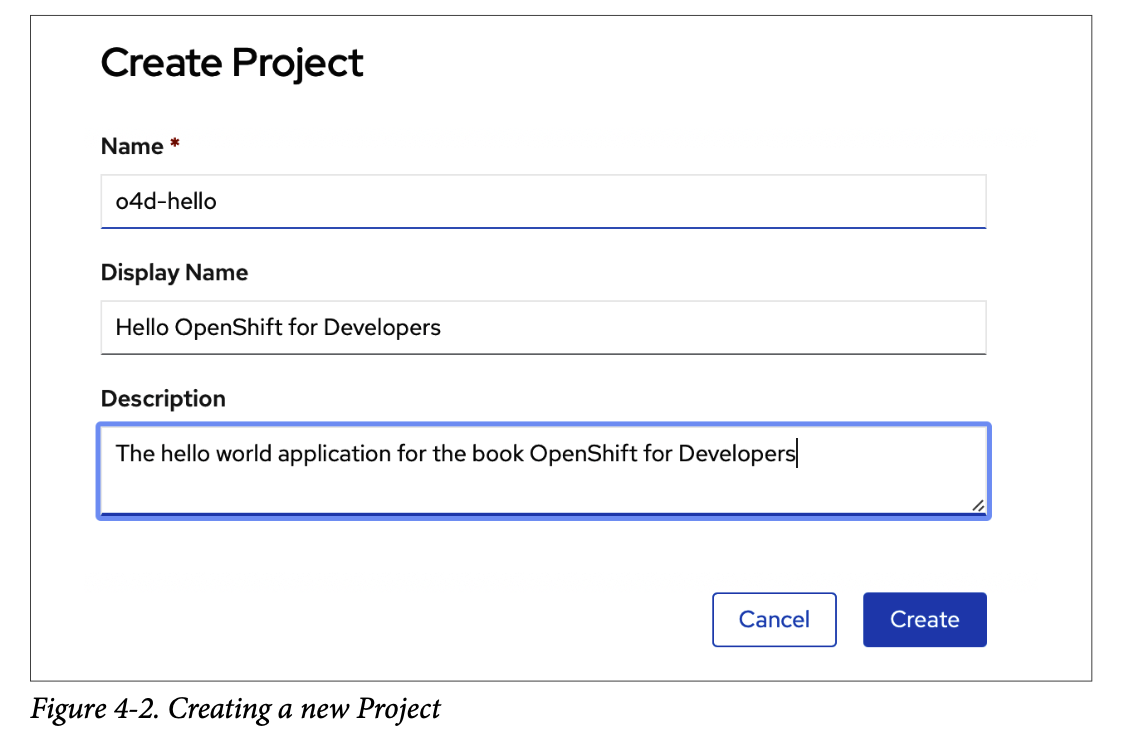 Create Project
Name *
o4d-hello
Display Name
Hello OpenShift for Developers
Description
The hello world application for the book OpenShift for Developers
Cancel
Create
Figure 4-2. Creating a new Project